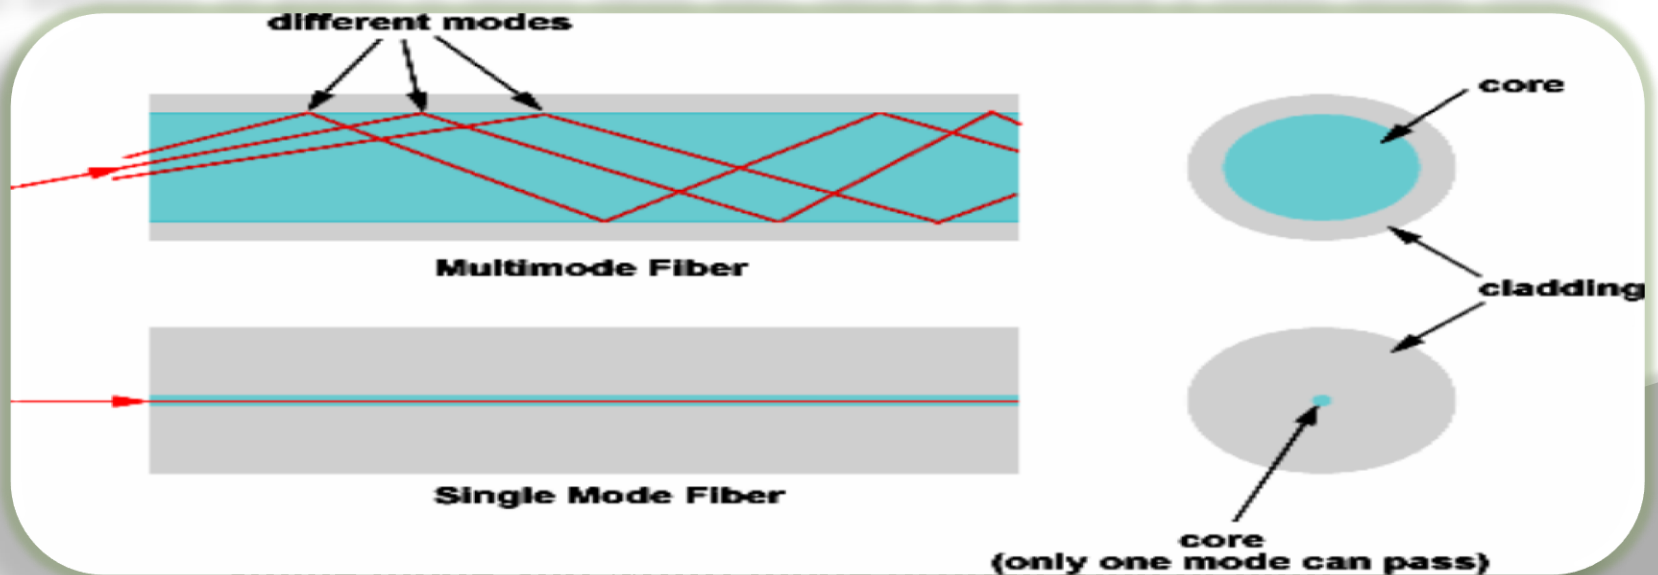 different modes
core
Multimode Fiber
cladding
Single Mode Fiber
core
(only one mode can pass)